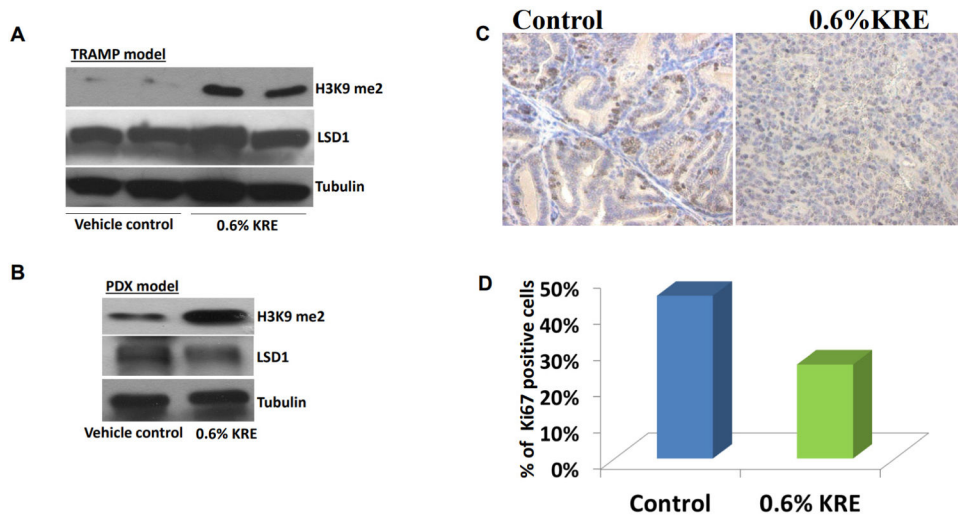 A
TRAMP model
H3K9 me2
LSD1
Tubulin
Vehicle control 0.6% KRE
B
PDX model
H3K9 me2
LSD1
Tubulin
Vehicle control 0.6% KRE
C
Control 0.6%KRE
D
% of Ki67 positive cells
50%
40%
30%
20%
10%
0%
Control 0.6% KRE